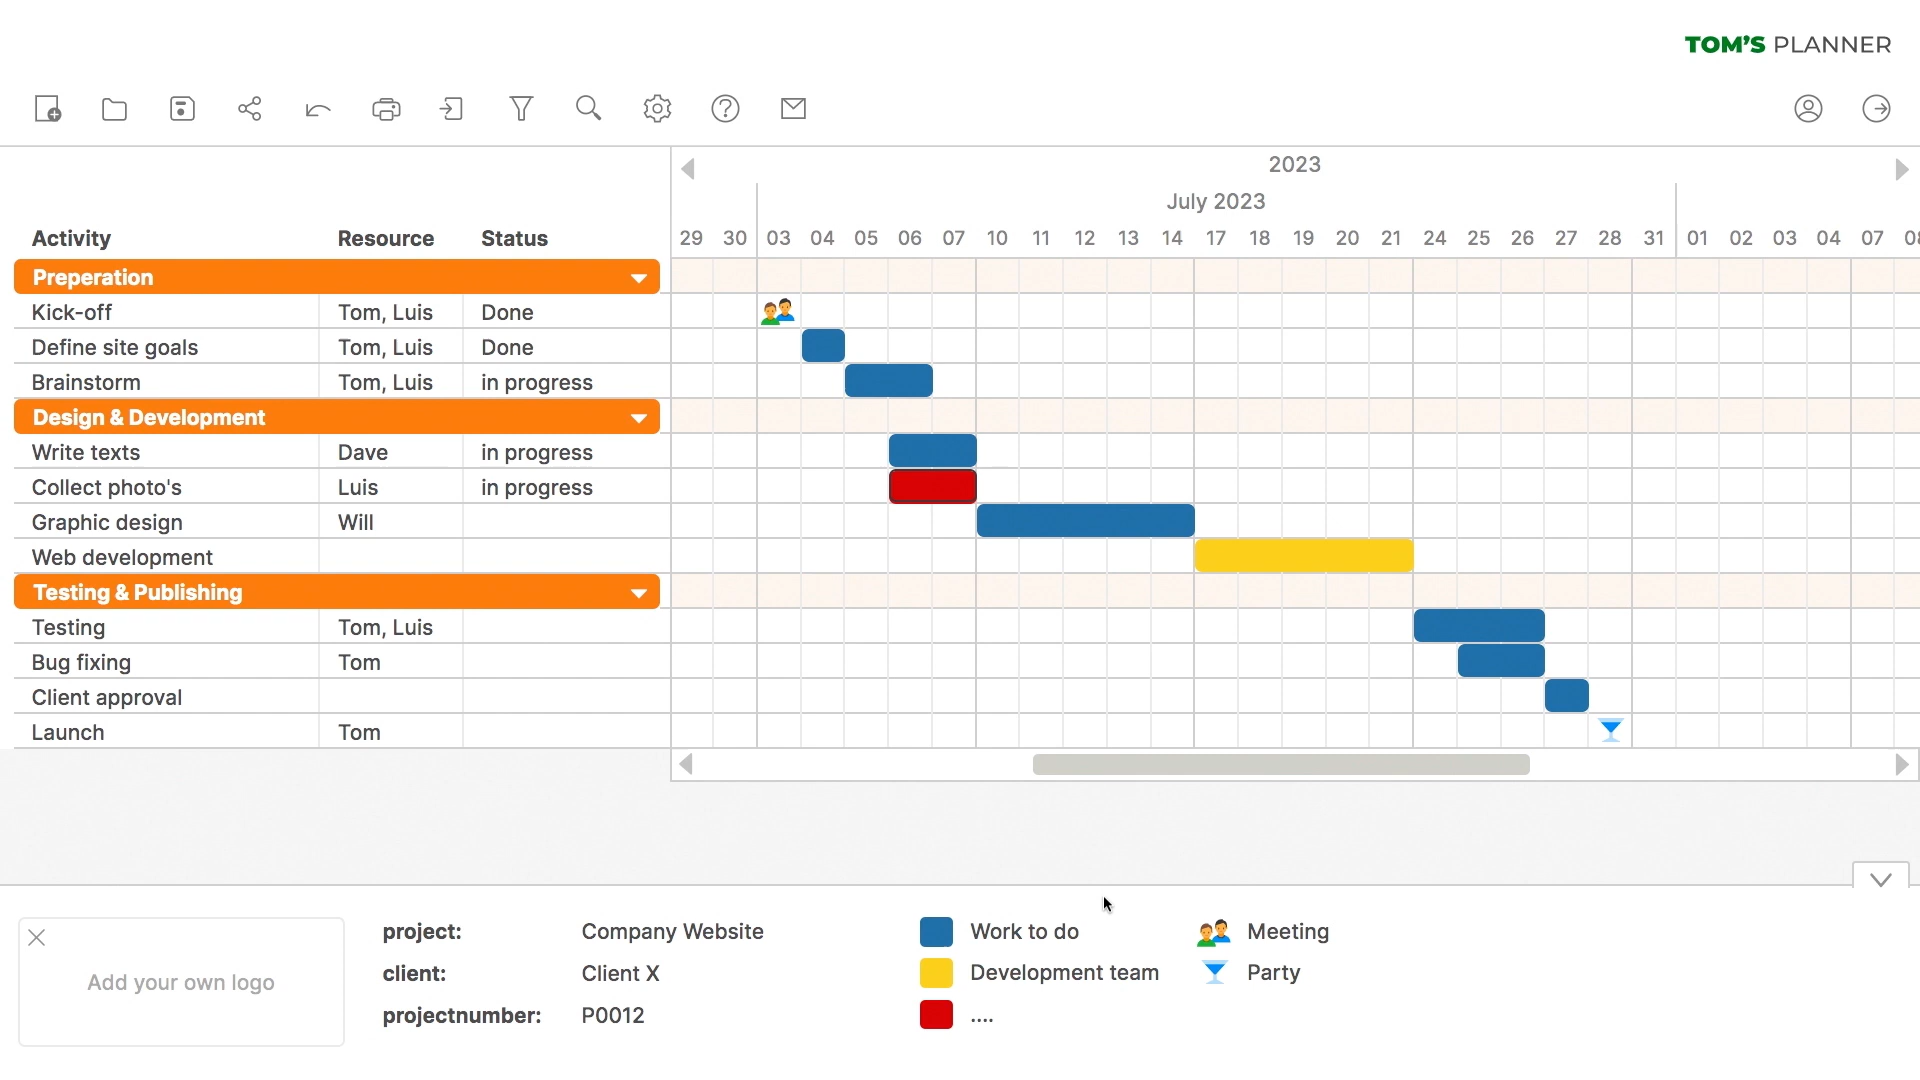 TOM'S PLANNER
2023
July 2023
Activity Resource Status 29 30 03 04 05 06 07 10 11 12 13 14 17 18 19 20 21 24 25 26 27 28 31 01 02 03 04 07 08
Preperation
Kick-off Tom, Luis Done
Define site goals Tom, Luis Done
Brainstorm Tom, Luis in progress
Design & Development
Write texts Dave in progress
Collect photo's Luis in progress
Graphic design Will
Web development
Testing & Publishing
Testing Tom, Luis
Bug fixing Tom
Client approval
Launch Tom
Add your own logo
project: Company Website
client: Client X
projectnumber: P0012
Work to do
Development team
....
Meeting
Party